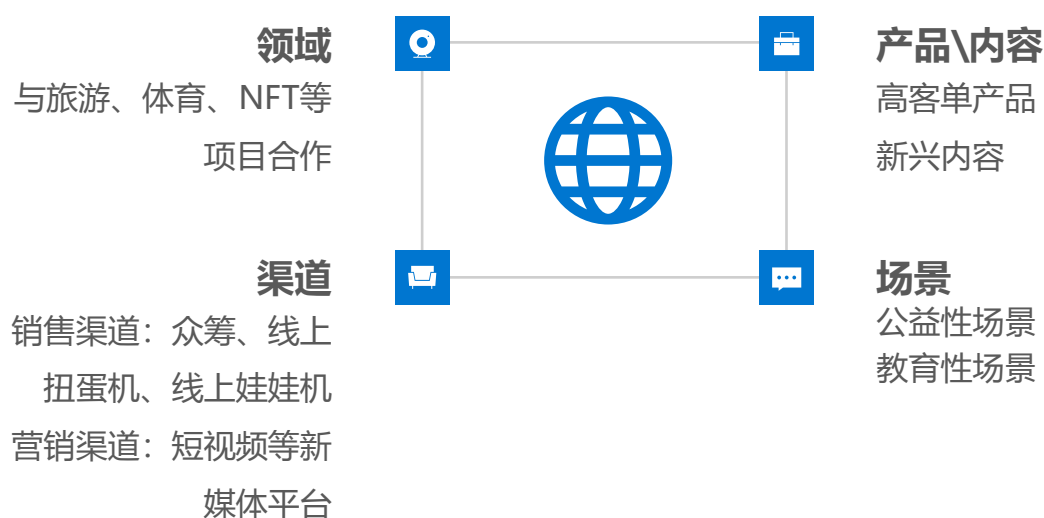 领域
与旅游、体育、NFT等
项目合作
产品\内容
高客单产品
新兴内容
渠道
销售渠道：众筹、线上
扭蛋机、线上娃娃机
营销渠道：短视频等新
媒体平台
场景
公益性场景
教育性场景